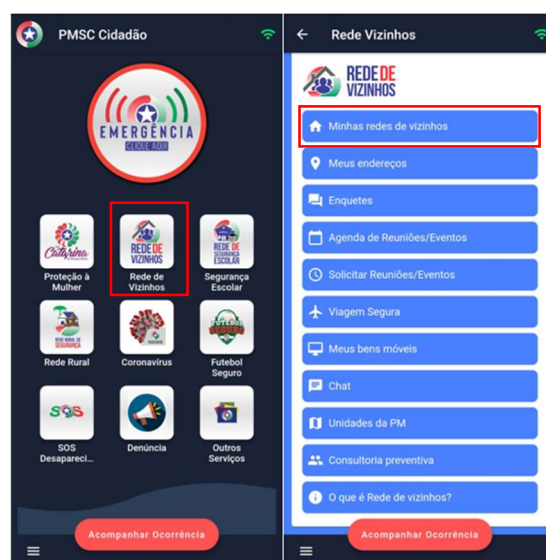 PMSC Cidadão
EMERGÊNCIA
CLIQUE AQUI
Catarina
REDE DE
VIZINHOS
REDE DE
SEGURANÇA
ESCOLAR
Proteção à
Mulher
Rede de
Vizinhos
Segurança
Escolar
REDE RURAL DE
SEGURANÇA
FUTEBOL
SEGURO
Rede Rural
Coronavírus
Futebol
Seguro
SOS
SOS
Desapareci...
Denúncia
Outros
Serviços
Acompanhar Ocorrência
Rede Vizinhos
REDE DE
VIZINHOS
Minhas redes de vizinhos
Meus endereços
Enquetes
Agenda de Reuniões/Eventos
Solicitar Reuniões/Eventos
Viagem Segura
Meus bens móveis
Chat
Unidades da PM
Consultoria preventiva
O que é Rede de vizinhos?
Acompanhar Ocorrência